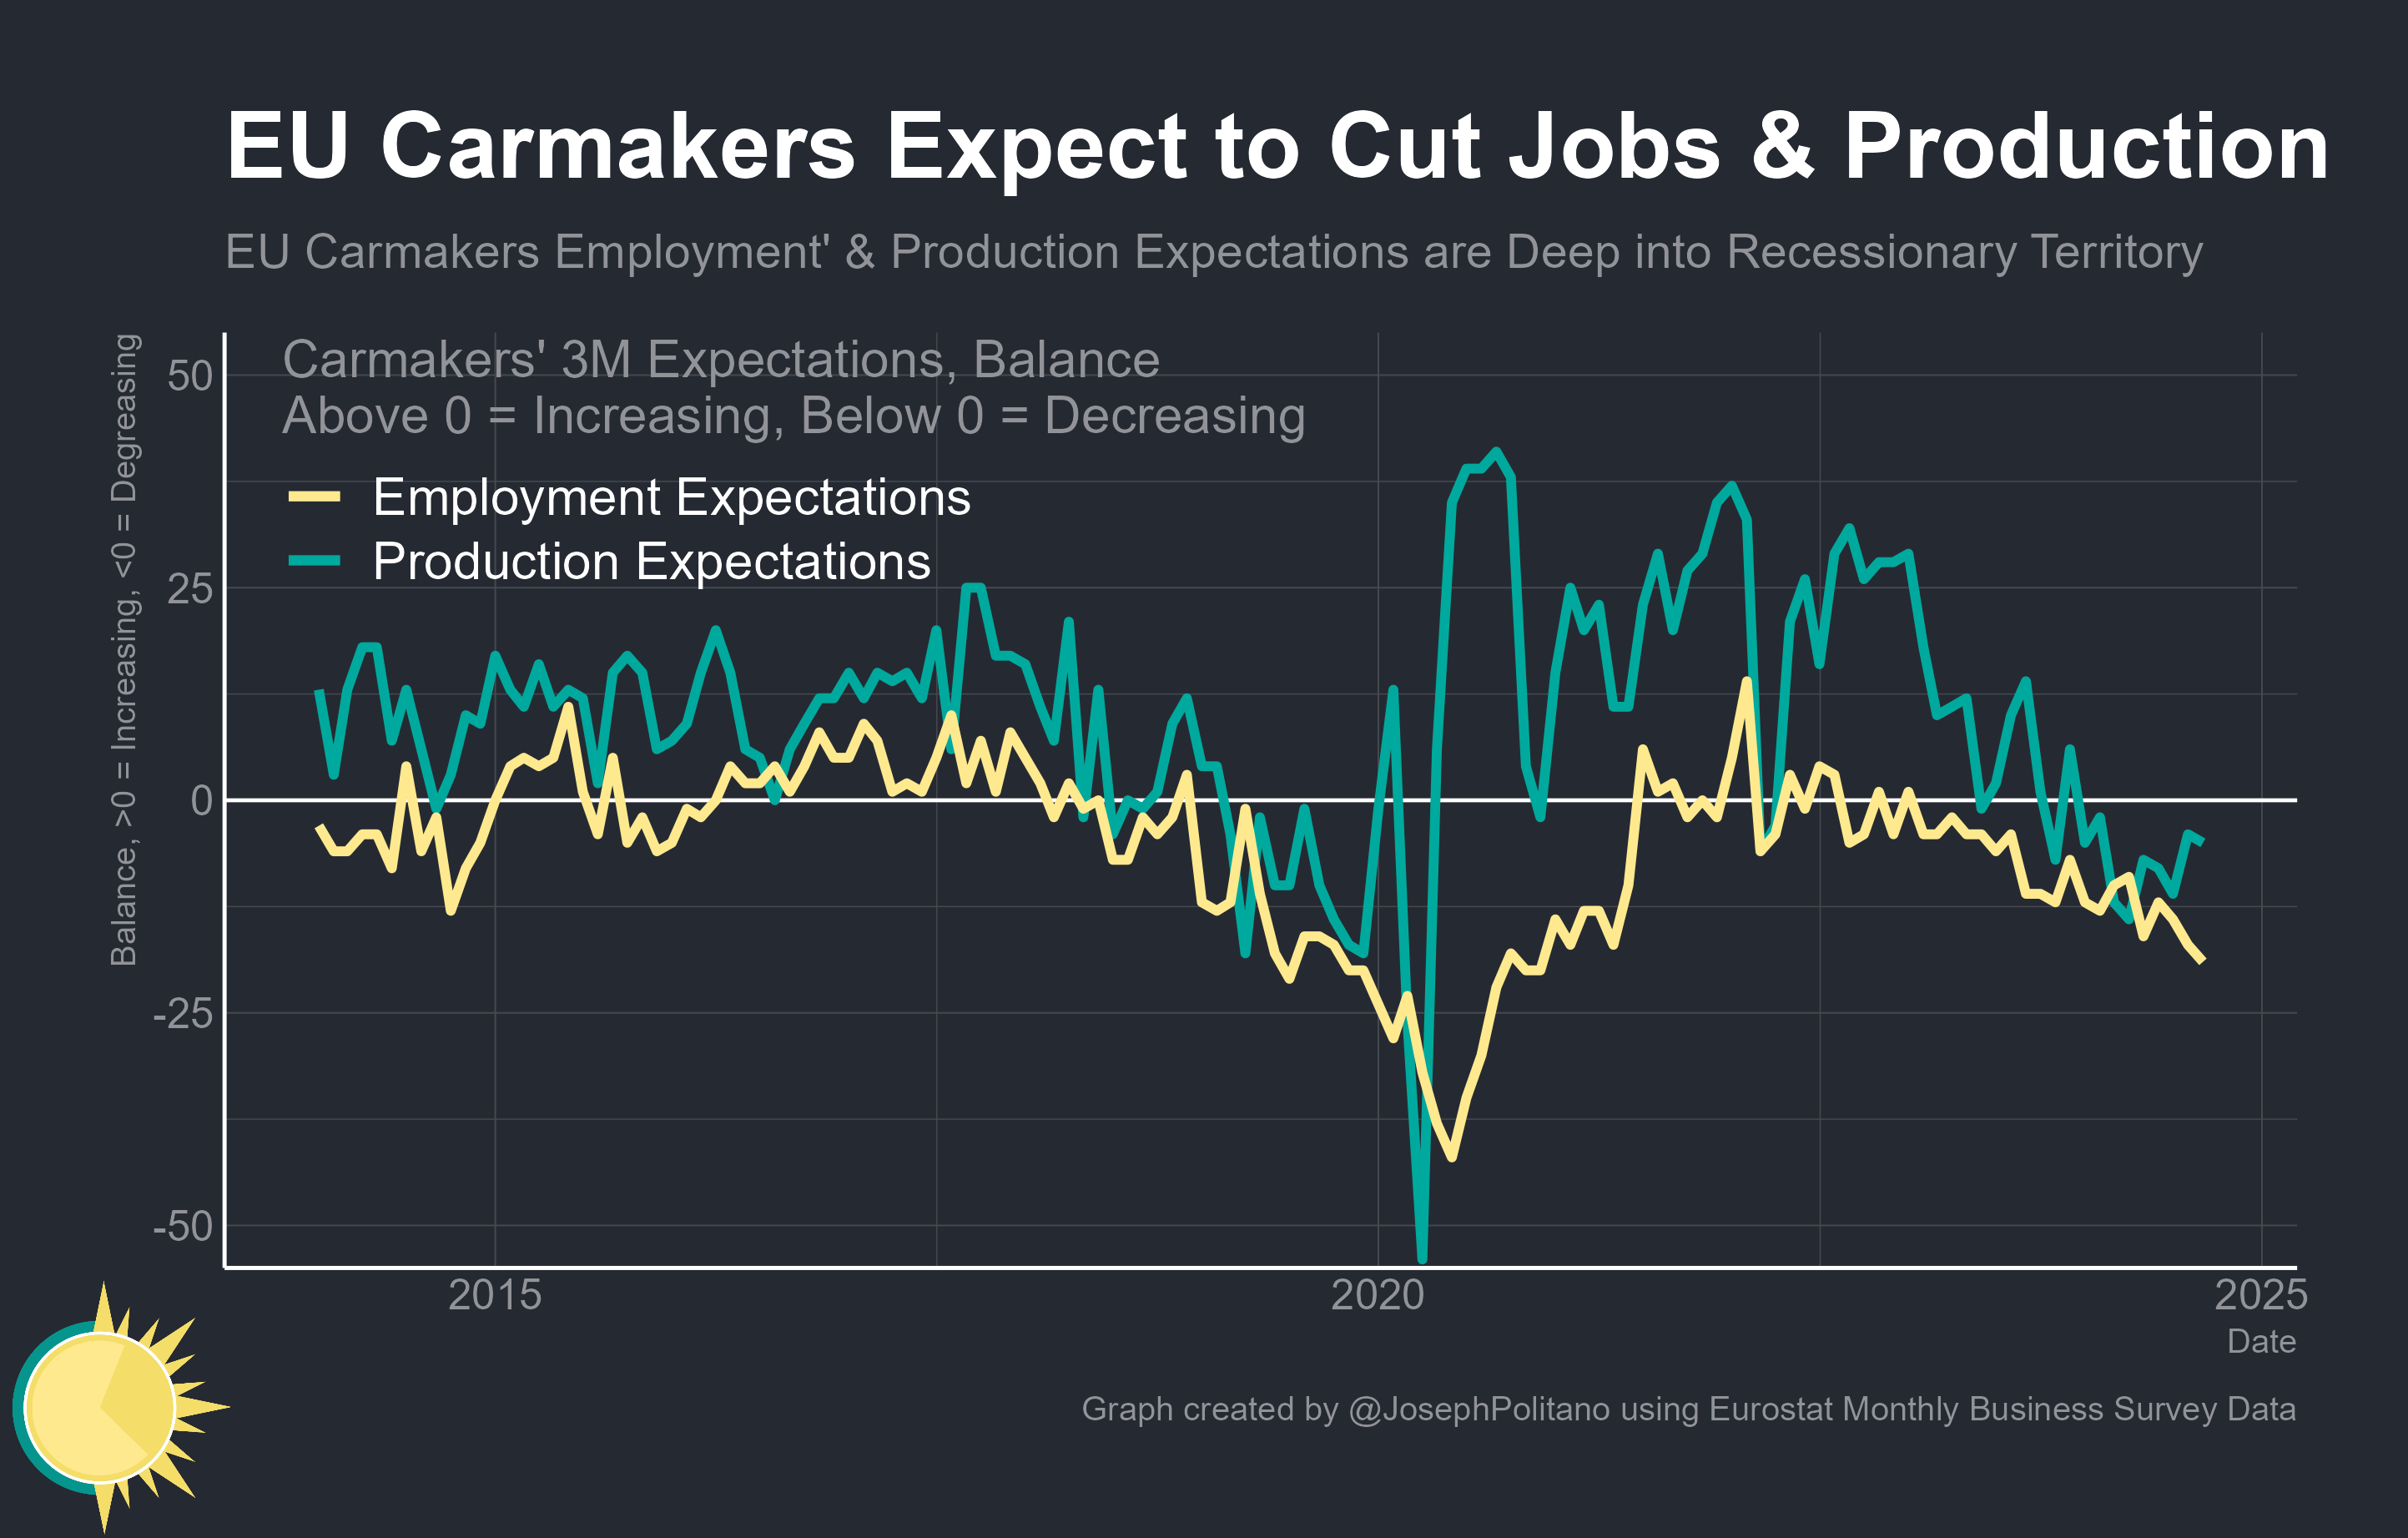 EU Carmakers Expect to Cut Jobs & Production
EU Carmakers Employment' & Production Expectations are Deep into Recessionary Territory
Balance, >0 = Increasing, <0 = Degreasing
Carmakers' 3M Expectations, Balance
Above 0 = Increasing, Below 0 = Decreasing
Employment Expectations
Production Expectations
50
25
0
-25
-50
2015
2020
2025
Date
Graph created by @JosephPolitano using Eurostat Monthly Business Survey Data